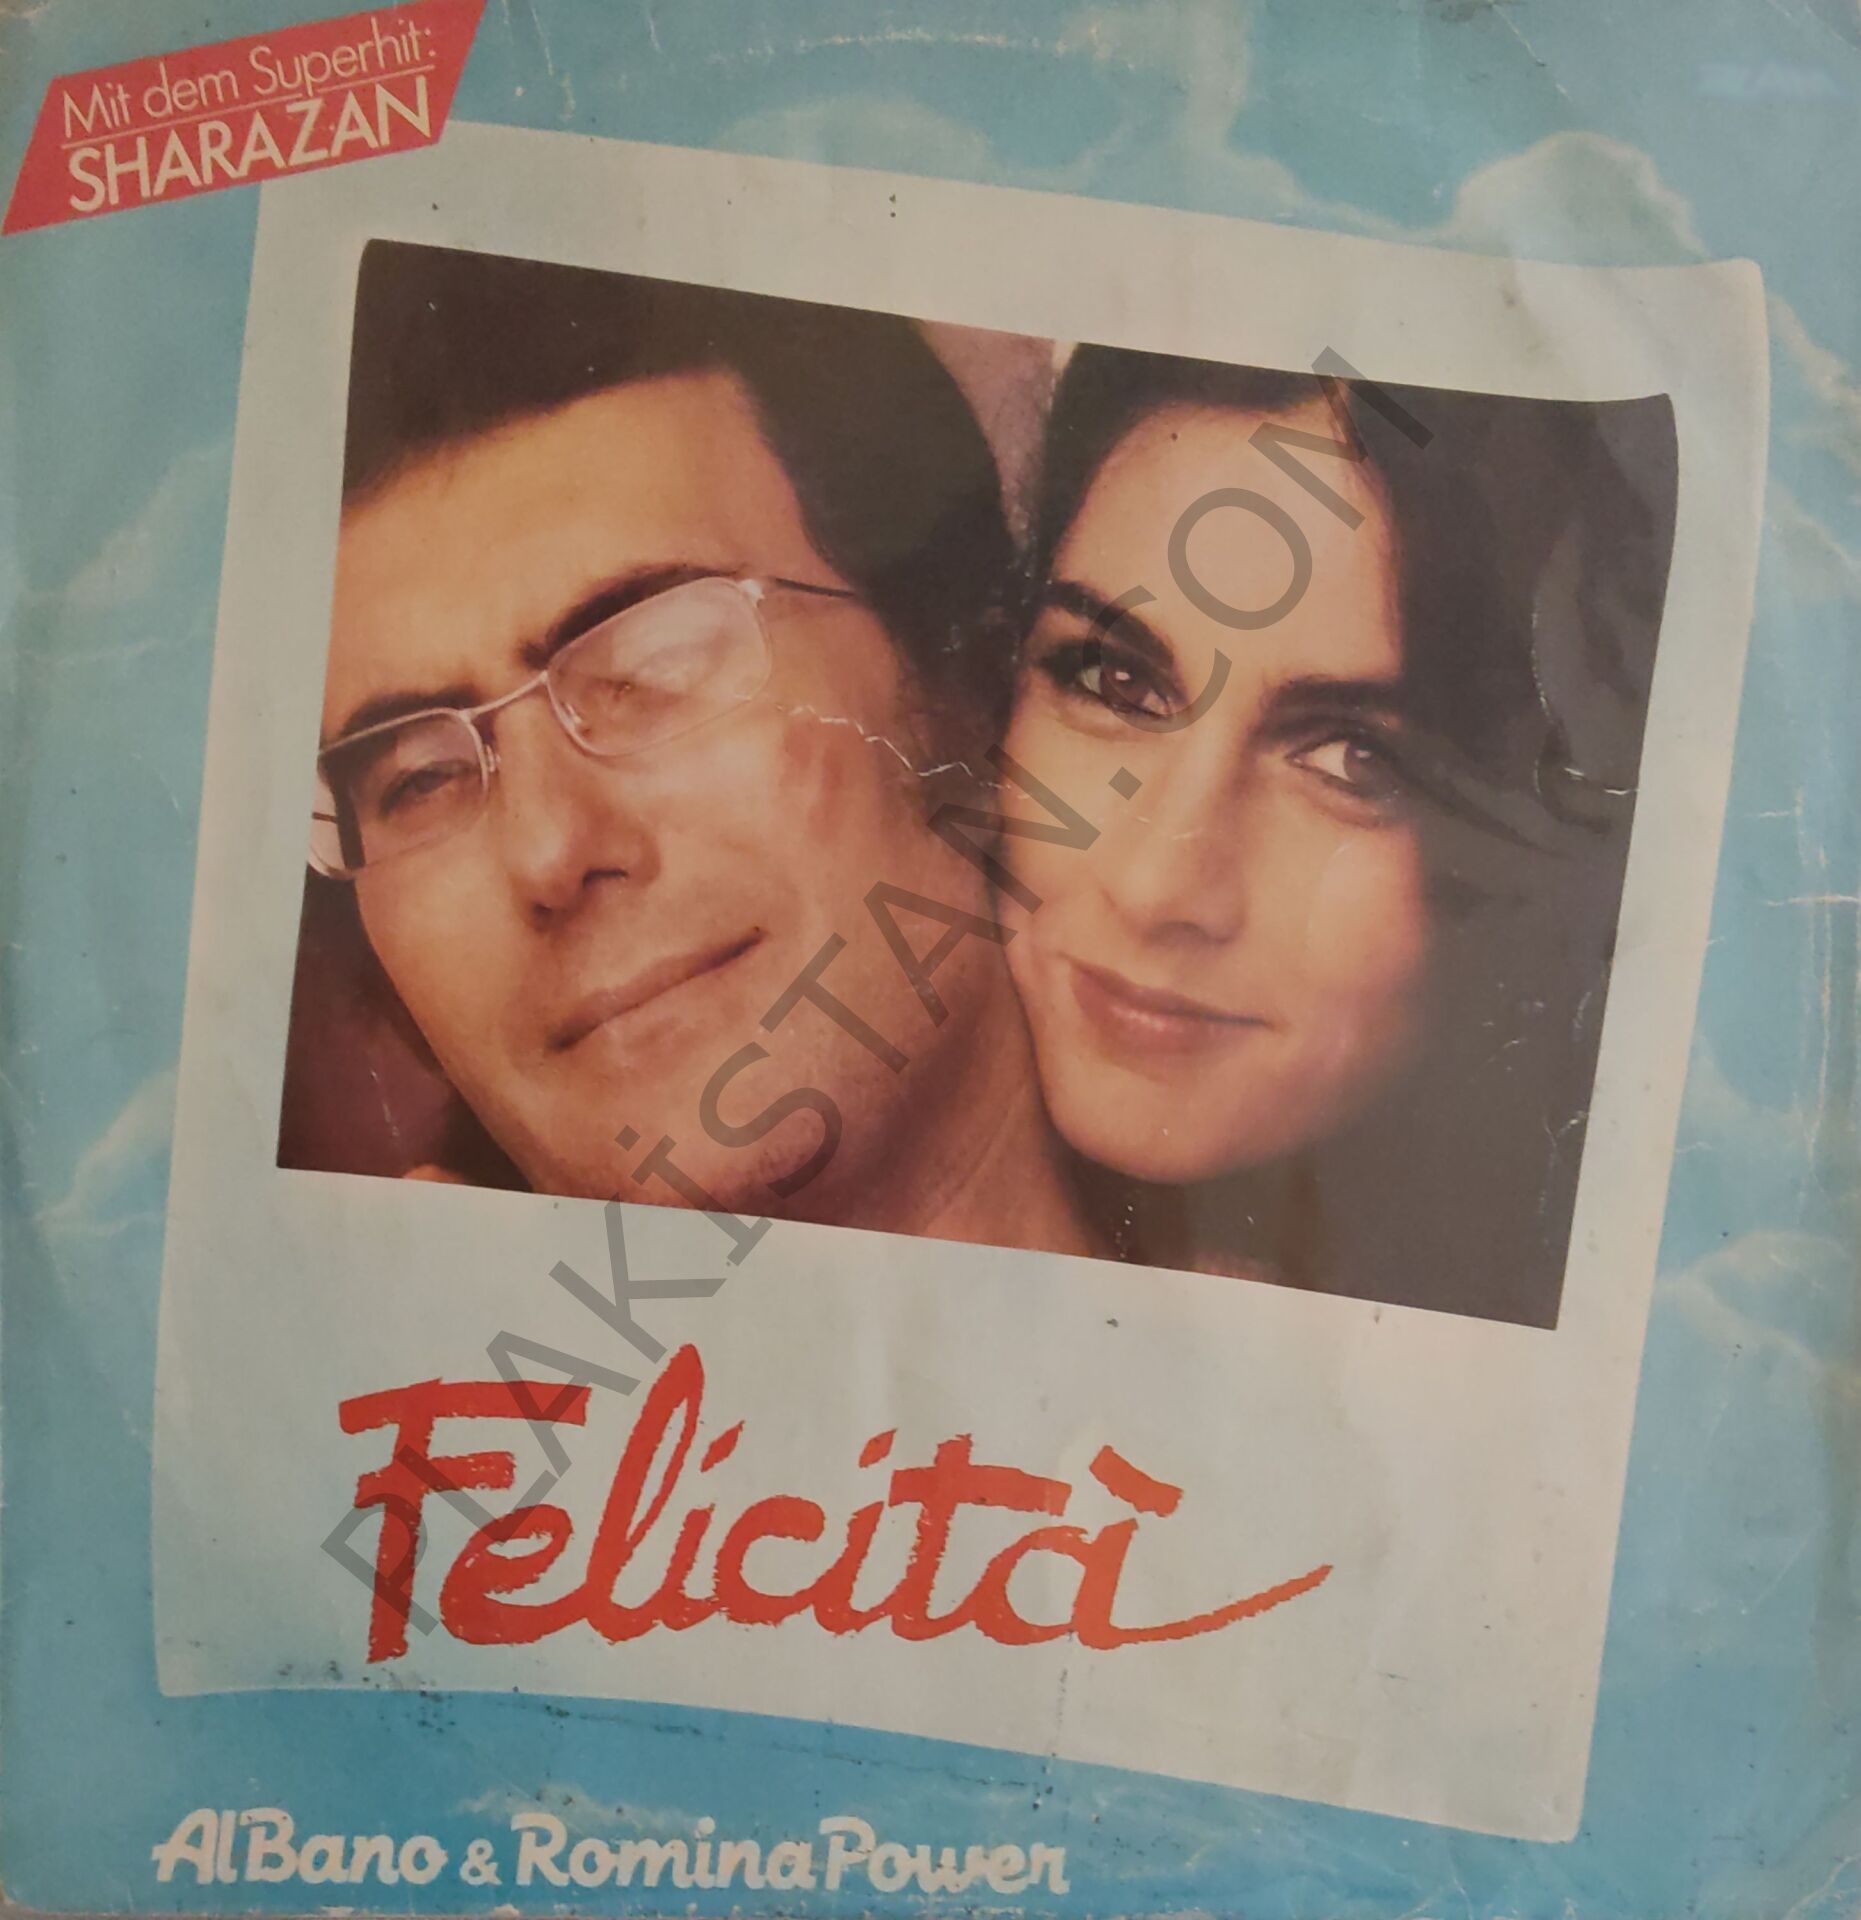 Mit dem Superhit:
SHARAZAN
PLAKİSTAN.COM
Felicità
Al Bano & Romina Power